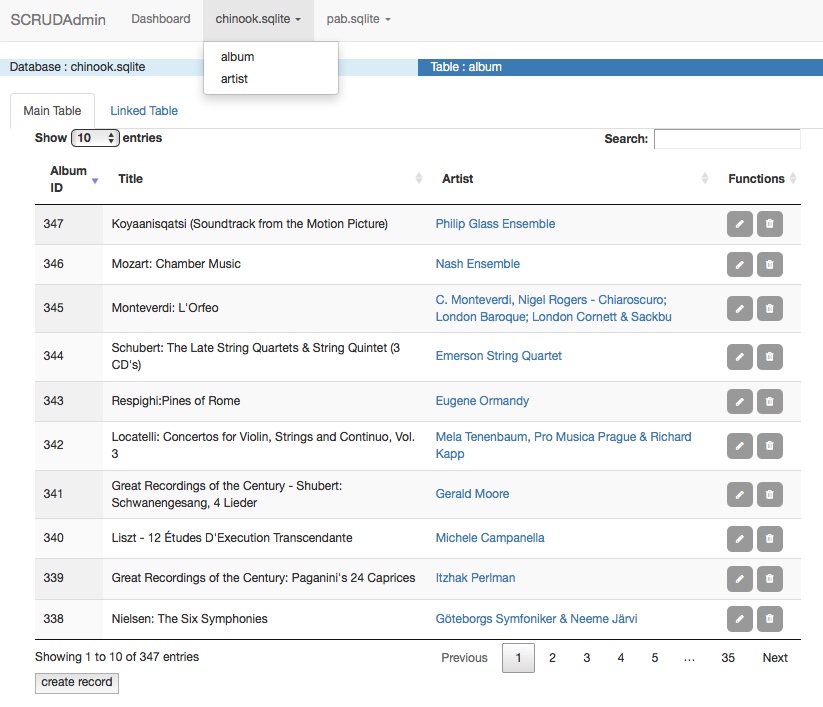 SCRUDAdmin Dashboard chinook.sqlite pab.sqlite
album
artist
Database : chinook.sqlite Table : album
Main Table Linked Table
Show 10 entries Search:
Album
ID Title Artist Functions
347 Koyaanisqatsi (Soundtrack from the Motion Picture) Philip Glass Ensemble
346 Mozart: Chamber Music Nash Ensemble
345 Monteverdi: L'Orfeo C. Monteverdi, Nigel Rogers - Chiaroscuro;
London Baroque; London Cornett & Sackbu
344 Schubert: The Late String Quartets & String Quintet (3
CD's) Emerson String Quartet
343 Respighi:Pines of Rome Eugene Ormandy
342 Locatelli: Concertos for Violin, Strings and Continuo, Vol.
3 Mela Tenenbaum, Pro Musica Prague & Richard
Kapp
341 Great Recordings of the Century - Shubert:
Schwanengesang, 4 Lieder Gerald Moore
340 Liszt - 12 Études D'Execution Transcendante Michele Campanella
339 Great Recordings of the Century: Paganini's 24 Caprices Itzhak Perlman
338 Nielsen: The Six Symphonies Göteborgs Symfoniker & Neeme Järvi
Showing 1 to 10 of 347 entries Previous 1 2 3 4 5 … 35 Next
create record